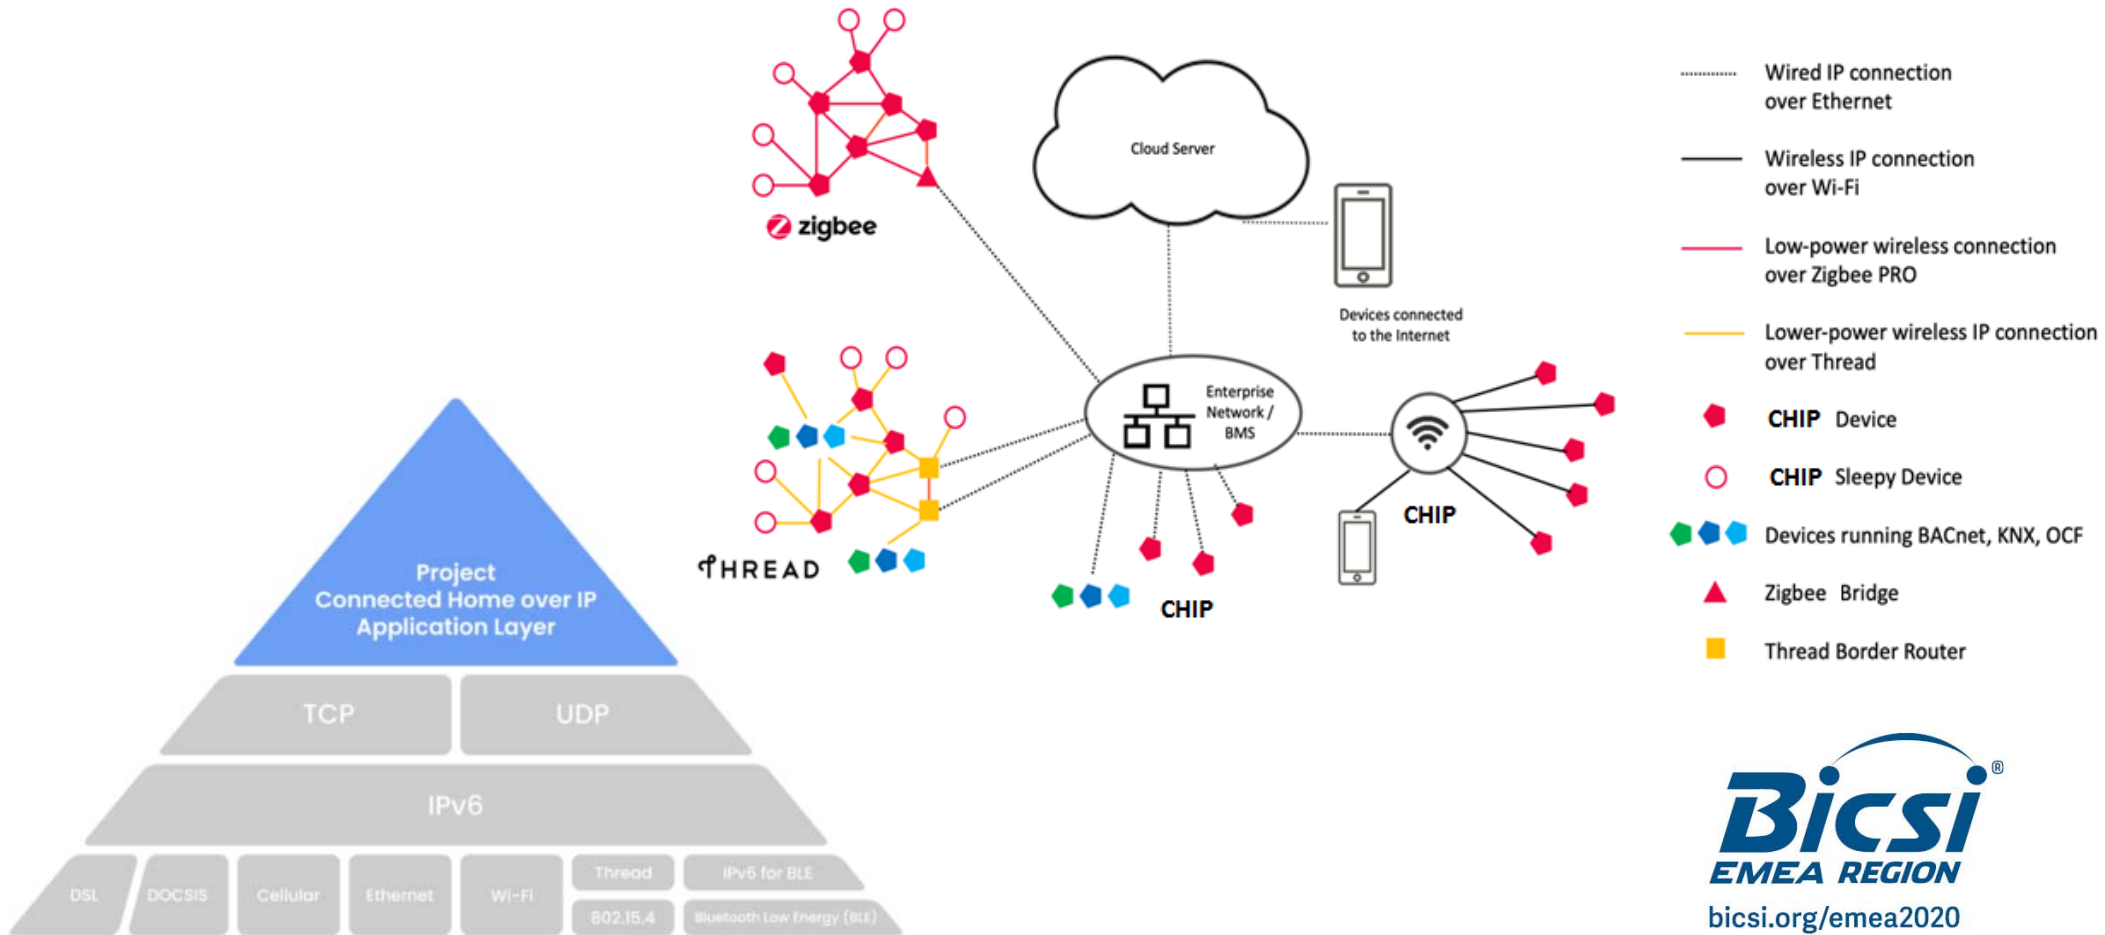 zigbee
Cloud Server
Devices connected
to the Internet
Enterprise
Network /
BMS
THREAD
CHIP
CHIP
Wired IP connection
over Ethernet
Wireless IP connection
over Wi-Fi
Low-power wireless connection
over Zigbee PRO
Lower-power wireless IP connection
over Thread
CHIP Device
CHIP Sleepy Device
Devices running BACnet, KNX, OCF
Zigbee Bridge
Thread Border Router
Project
Connected Home over IP
Application Layer
TCP
UDP
IPv6
DSL
DOCSIS
Cellular
Ethernet
Wi-Fi
Thread
802.15.4
IPv6 for BLE
Bluetooth Low Energy (BLE)
Bicsi®
EMEA REGION
bicsi.org/emea2020